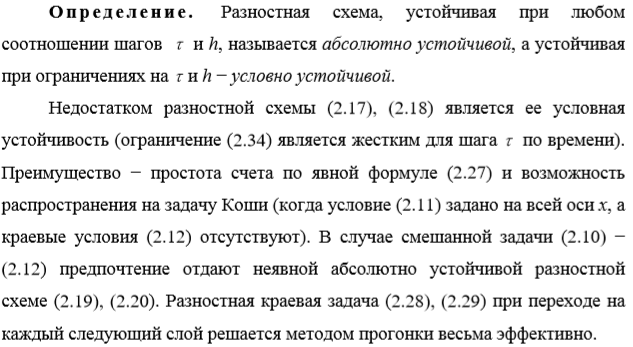 Определение. Разностная схема, устойчивая при любом
соотношении шагов τ и h, называется абсолютно устойчивой, а устойчивая
при ограничениях на τ и h − условно устойчивой.
Недостатком разностной схемы (2.17), (2.18) является ее условная
устойчивость (ограничение (2.34) является жестким для шага τ по времени).
Преимущество − простота счета по явной формуле (2.27) и возможность
распространения на задачу Коши (когда условие (2.11) задано на всей оси x, а
краевые условия (2.12) отсутствуют). В случае смешанной задачи (2.10) −
(2.12) предпочтение отдают неявной абсолютно устойчивой разностной
схеме (2.19), (2.20). Разностная краевая задача (2.28), (2.29) при переходе на
каждый следующий слой решается методом прогонки весьма эффективно.